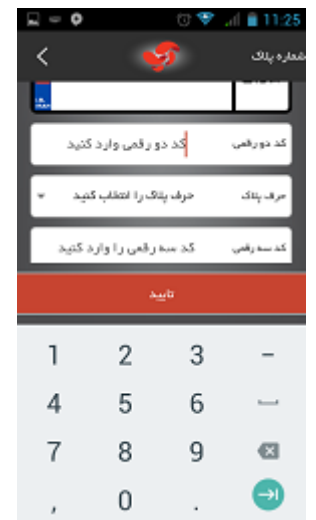 11:25
شماره پلاک
کد دو رقمی
کد دو رقمی وارد کنید
حرف پلاک
حرف پلاک را انتخاب کنید
کد سه رقمی
کد سه رقمی را وارد کنید
تایید
1 2 3 -
4 5 6
7 8 9
, 0 .